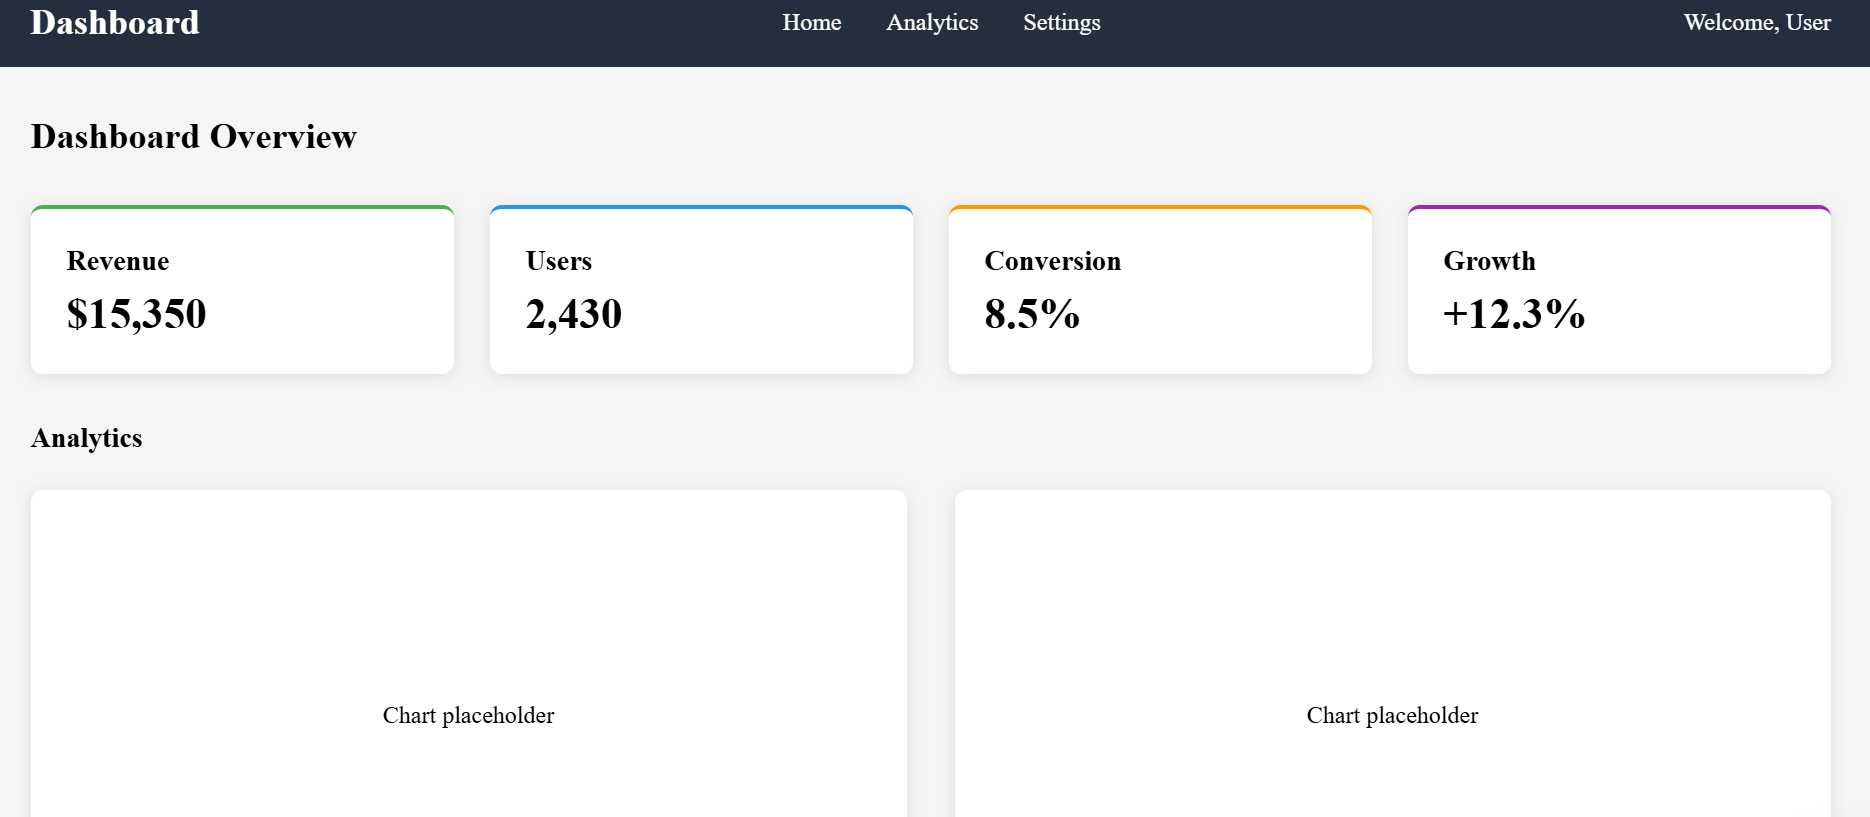 Dashboard
Home Analytics Settings
Welcome, User
Dashboard Overview
Revenue
$15,350
Users
2,430
Conversion
8.5%
Growth
+12.3%
Analytics
Chart placeholder
Chart placeholder